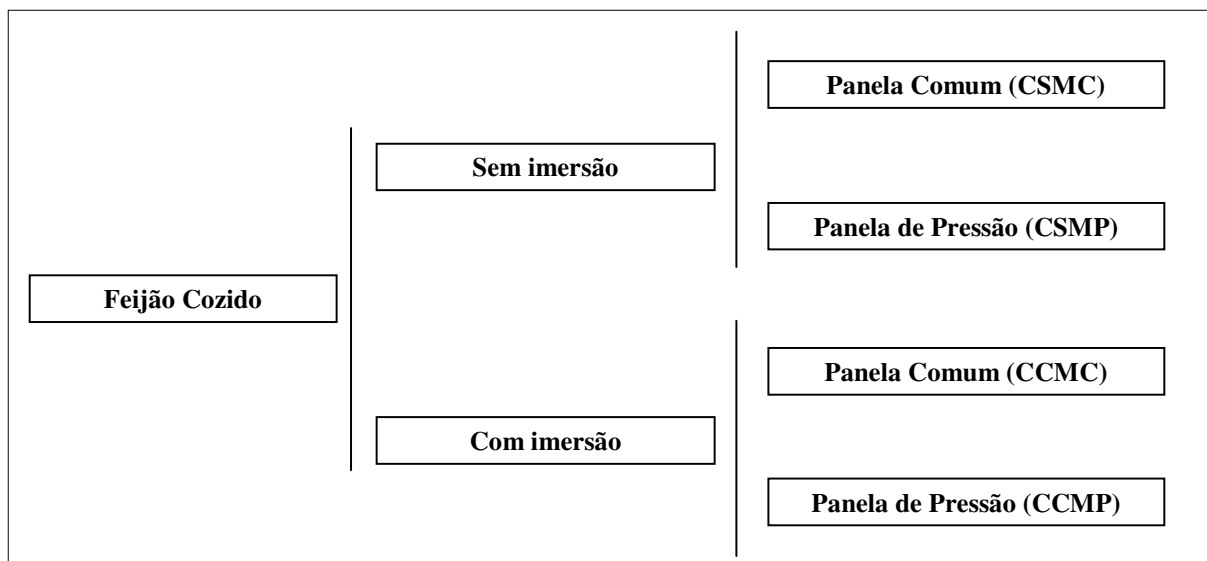 Feijão Cozido
Sem imersão
Panela Comum (CSMC)
Panela de Pressão (CSMP)
Com imersão
Panela Comum (CCMC)
Panela de Pressão (CCMP)